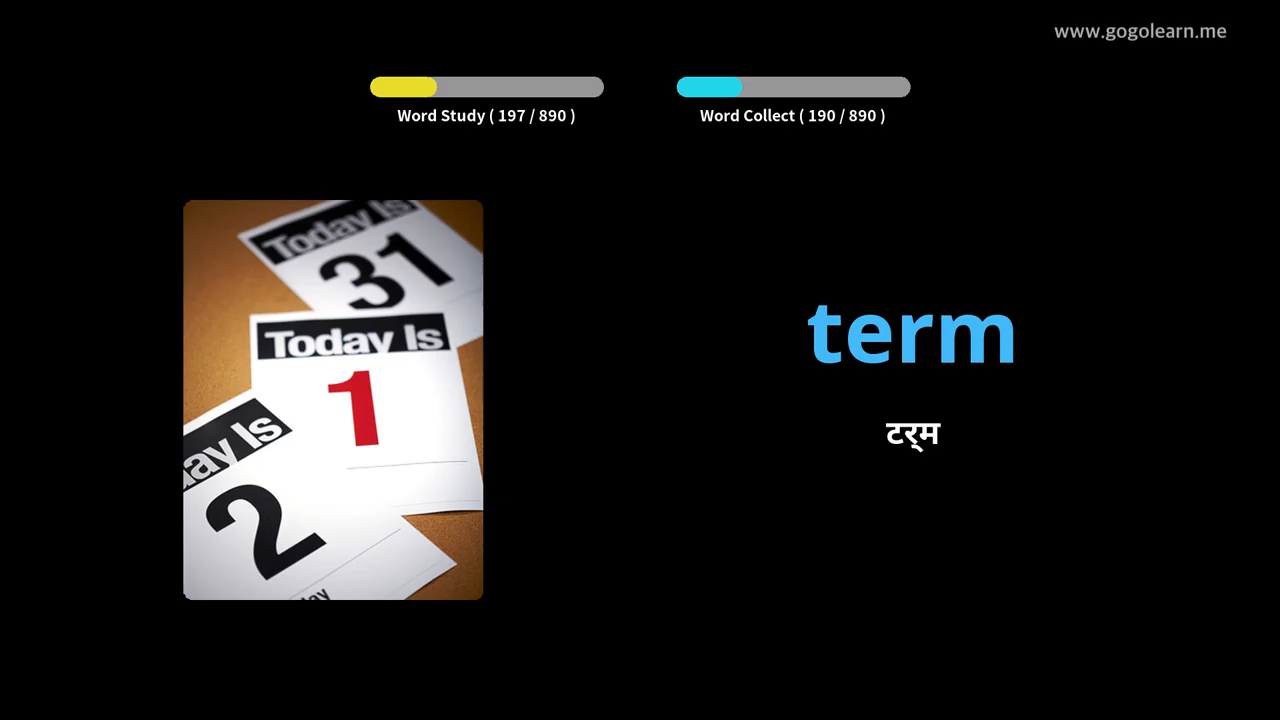 www.gogolearn.me
Word Study ( 197 / 890 )
Word Collect ( 190 / 890 )
Today Is
31
Today Is
1
ay Is
2
term
टर्‌म